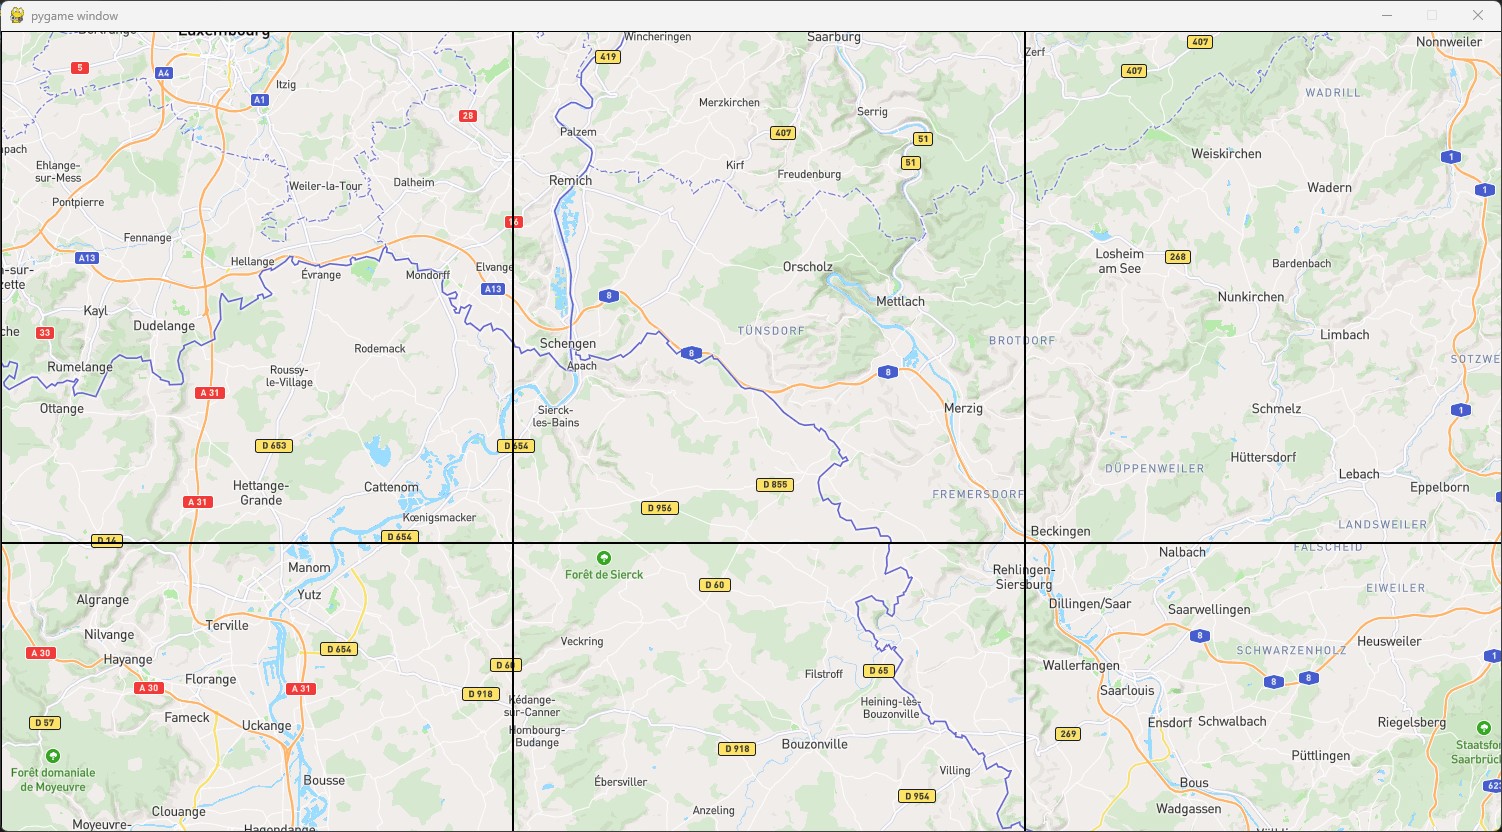 pygame window
Luxembourg
5
A4
Itzig
A1
28
Ehlange-
sur-Mess
Weiler-la-Tour
Dalheim
Pontpierre
16
Fennange
A13
Hellange
Évrange
Mondorff
Elvange
A13
Kayl
33
Dudelange
Rodemack
Rumelange
Roussy-
le-Village
A 31
Ottange
D 653
D 654
Hettange-
Grande
Cattenom
A 31
Kœnigsmacker
D 14
D 654
Wincheringen
Saarburg
419
Merzkirchen
Serrig
Palzem
407
51
51
Kirf
Freudenburg
Remich
Orscholz
8
Mettlach
TÜNSDORF
Schengen
8
BROTDORF
Apach
8
Sierck-
les-Bains
Merzig
D 855
FREMERSDORF
D 956
Zerf
407
Nonnweiler
407
WADRILL
Weiskirchen
1
Wadern
1
Losheim
am See
268
Bardenbach
Nunkirchen
Limbach
SOTZWE
Schmelz
1
Hüttersdorf
DÜPPENWEILER
Lebach
Eppelborn
LANDSWEILER
Beckingen
Manom
Algrange
Yutz
Nilvange
Terville
A 30
Hayange
D 654
D 60
Florange
A 30
A 31
D 918
Fameck
Uckange
D 57
Forêt domaniale
de Moyeuvre
Bousse
Clouange
Moyeuvre-
Hagondange
Forêt de Sierck
D 60
Rehlingen-
Siersburg
Veckring
Filstroff
D 65
Kédange-
sur-Canner
Heining-lès-
Bouzonville
Hombourg-
Budange
D 918
Bouzonville
Ébersviller
Villing
D 954
Anzeling
Nalbach
FALSCHEID
EIWEILER
Dillingen/Saar
Saarwellingen
8
Heusweiler
SCHWARZENHOLZ
1
Wallerfangen
8
8
Saarlouis
Ensdorf
Schwalbach
Riegelsberg
269
Püttlingen
Staatsfor
Saarbrück
Bous
623
Wadgassen